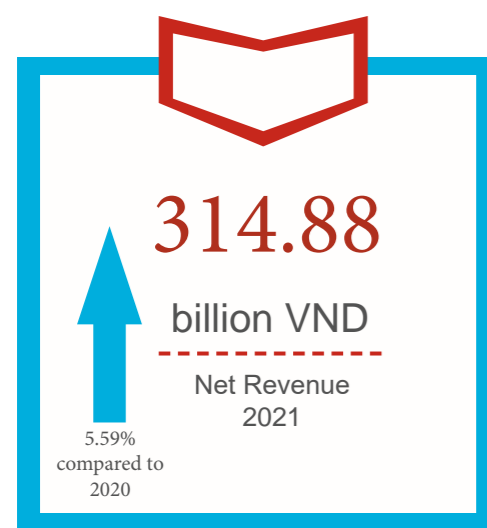 314.88
billion VND
Net Revenue
2021
5.59%
compared to
2020